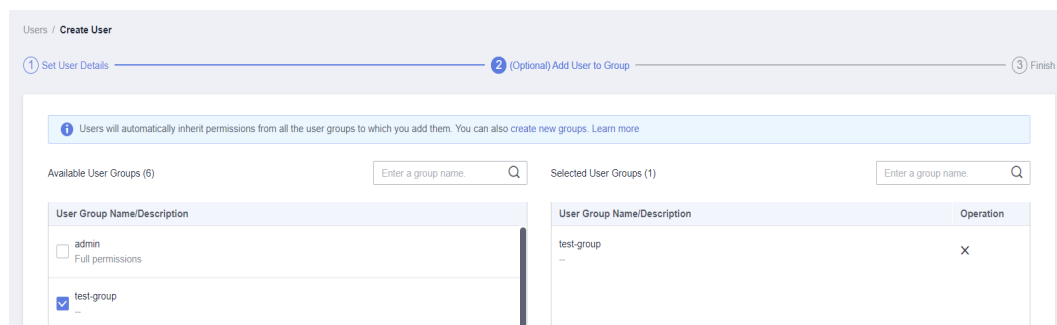 Users / Create User
1 Set User Details 2 (Optional) Add User to Group 3 Finish
Users will automatically inherit permissions from all the user groups to which you add them. You can also create new groups. Learn more
Available User Groups (6) Enter a group name. Selected User Groups (1) Enter a group name.
User Group Name/Description User Group Name/Description Operation
admin
Full permissions
test-group
--
test-group
--